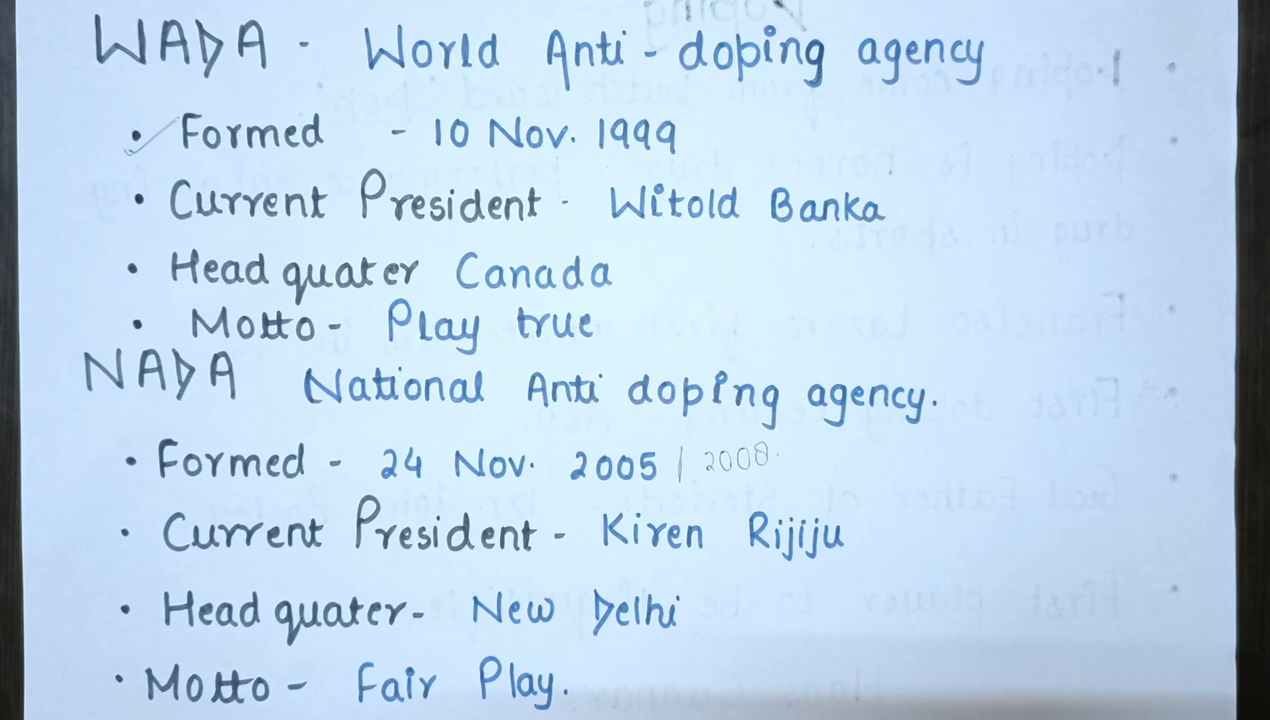 WADA - World Anti-doping agency
• Formed - 10 Nov. 1999
• Current President - Witold Banka
• Head quater Canada
• Motto - Play true
NADA National Anti doping agency.
• Formed - 24 Nov. 2005 | 2008.
• Current President - Kiren Rijiju
• Head quater - New Delhi
• Motto - Fair Play.